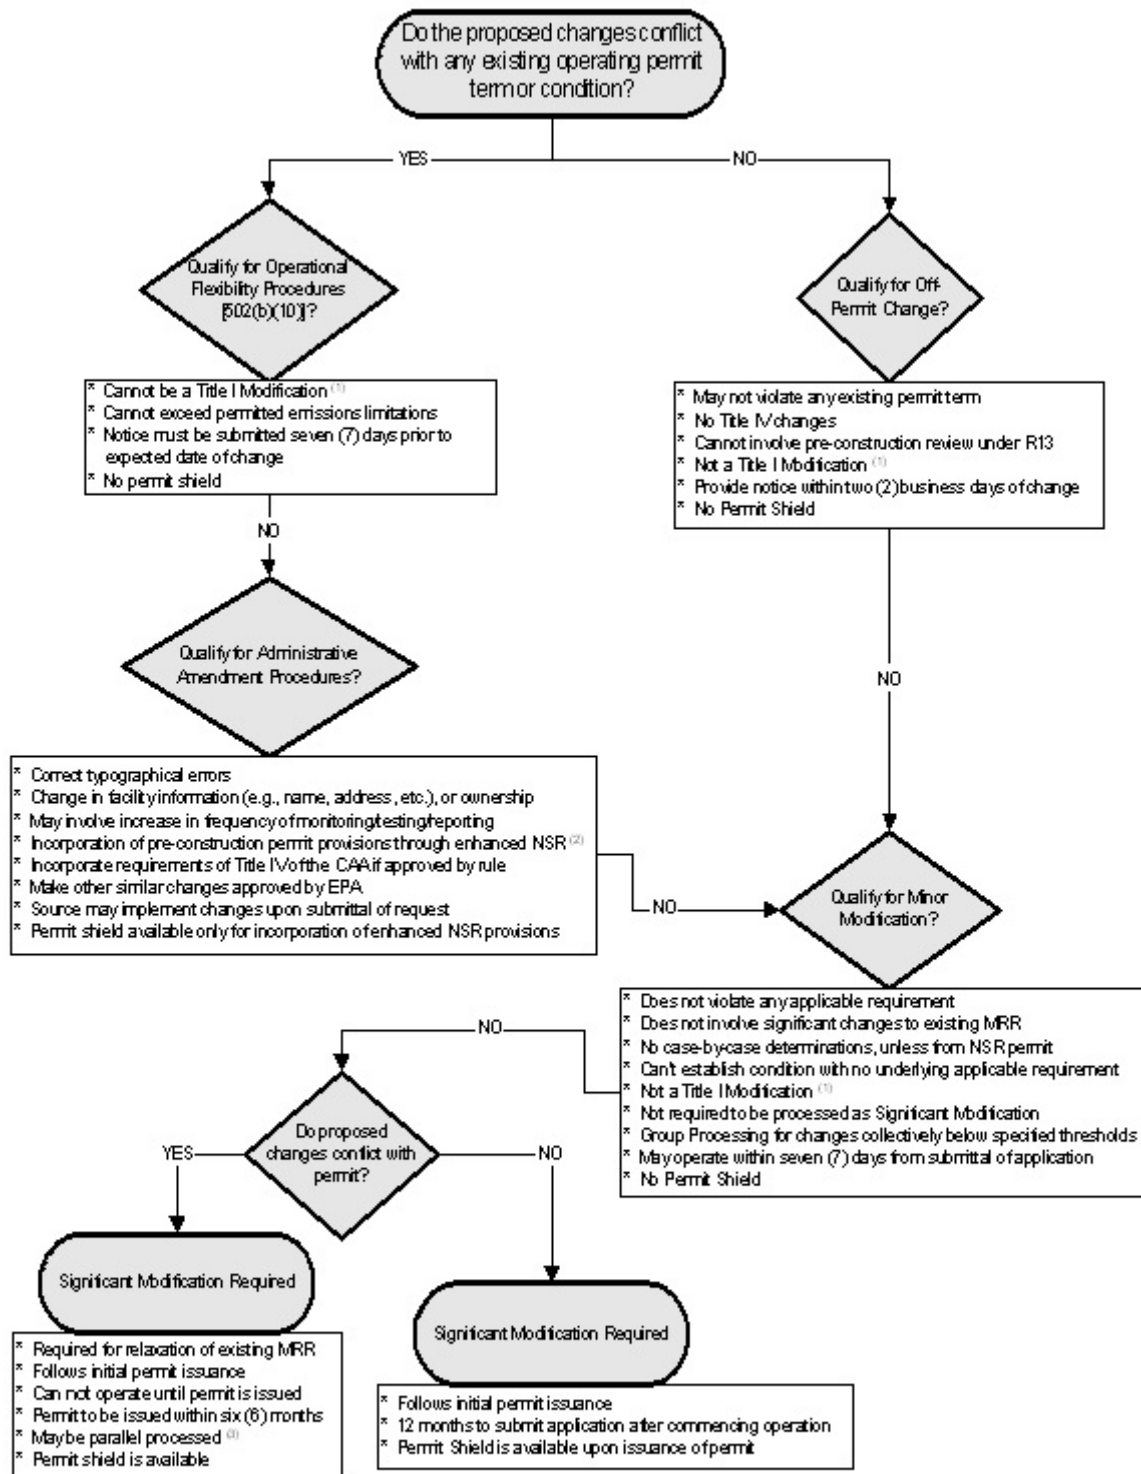 Do the proposed changes conflict
with any existing operating permit
term or condition?
YES
NO
Qualify for Operational
Flexibility Procedures
[502(b)(10)]?
Qualify for Off-
Permit Change?
* Cannot be a Title I Modification (1)
* Cannot exceed permitted emissions limitations
* Notice must be submitted seven (7) days prior to
expected date of change
* No permit shield
* May not violate any existing permit term
* No Title IV changes
* Cannot involve pre-construction review under R13
* Not a Title I Modification (1)
* Provide notice within two (2) business days of change
* No Permit Shield
NO
Qualify for Administrative
Amendment Procedures?
NO
* Correct typographical errors
* Change in facility information (e.g., name, address, etc.), or ownership
* May involve increase in frequency of monitoring/testing/reporting
* Incorporation of pre-construction permit provisions through enhanced NSR (2)
* Incorporate requirements of Title IV of the CAA if approved by rule
* Make other similar changes approved by EPA
* Source may implement changes upon submittal of request
* Permit shield available only for incorporation of enhanced NSR provisions
NO
Qualify for Minor
Modification?
* Does not violate any applicable requirement
* Does not involve significant changes to existing MRR
* No case-by-case determinations, unless from NSR permit
* Can't establish condition with no underlying applicable requirement
* Not a Title I Modification (1)
* Not required to be processed as Significant Modification
* Group Processing for changes collectively below specified thresholds
* May operate within seven (7) days from submittal of application
* No Permit Shield
NO
Do proposed
changes conflict with
permit?
YES
NO
Significant Modification Required
* Required for relaxation of existing MRR
* Follows initial permit issuance
* Can not operate until permit is issued
* Permit to be issued within six (6) months
* May be parallel processed (3)
* Permit shield is available
Significant Modification Required
* Follows initial permit issuance
* 12 months to submit application after commencing operation
* Permit Shield is available upon issuance of permit